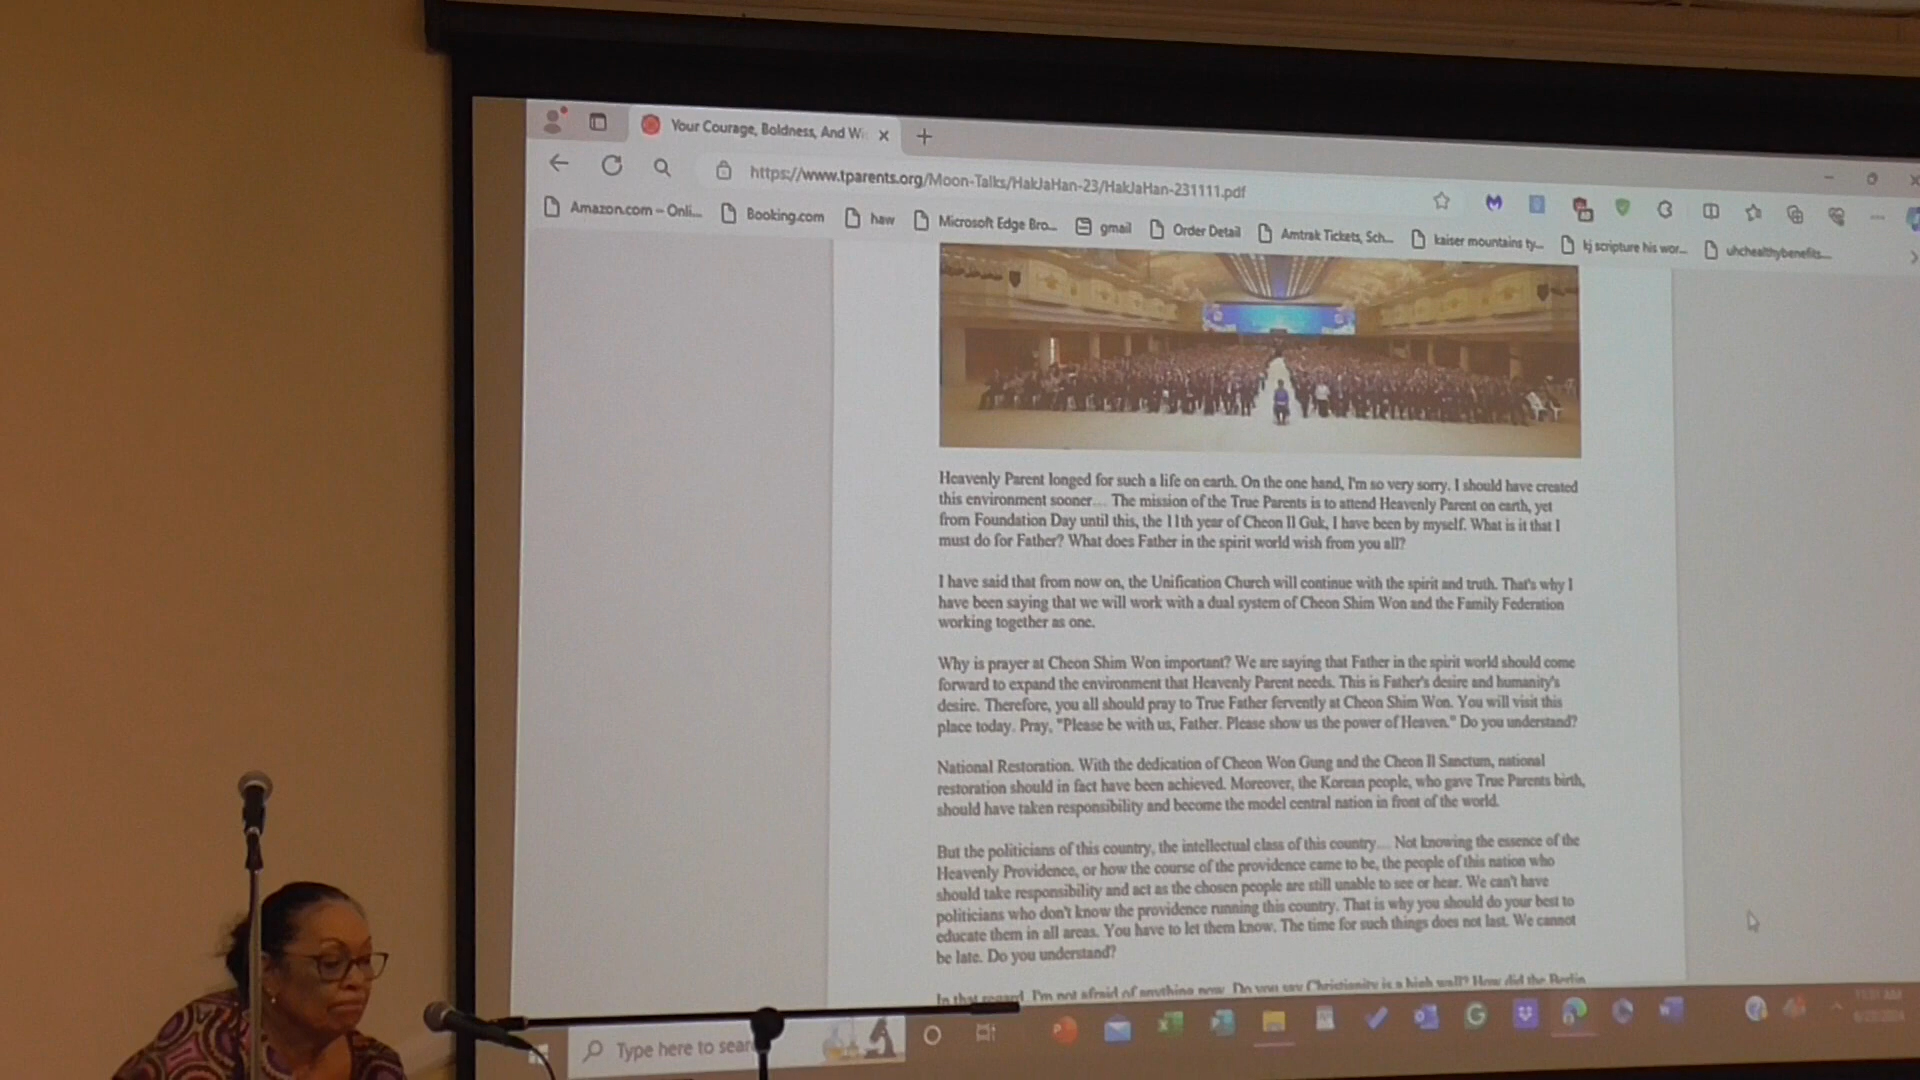 Your Courage, Boldness, And Wi
https://www.tparents.org/Moon-Talks/HakJaHan-23/HakJaHan-231111.pdf
Amazon.com – Onli... Booking.com haw Microsoft Edge Bro... gmail Order Detail Amtrak Tickets, Sch... kaiser mountains ty... kj scripture his wor... uhchealthybenefits....
Heavenly Parent longed for such a life on earth. On the one hand, I'm so very sorry. I should have created
this environment sooner... The mission of the True Parents is to attend Heavenly Parent on earth, yet
from Foundation Day until this, the 11th year of Cheon Il Guk, I have been by myself. What is it that I
must do for Father? What does Father in the spirit world wish from you all?
I have said that from now on, the Unification Church will continue with the spirit and truth. That's why I
have been saying that we will work with a dual system of Cheon Shim Won and the Family Federation
working together as one.
Why is prayer at Cheon Shim Won important? We are saying that Father in the spirit world should come
forward to expand the environment that Heavenly Parent needs. This is Father's desire and humanity's
desire. Therefore, you all should pray to True Father fervently at Cheon Shim Won. You will visit this
place today. Pray, "Please be with us, Father. Please show us the power of Heaven." Do you understand?
National Restoration. With the dedication of Cheon Won Gung and the Cheon Il Sanctum, national
restoration should in fact have been achieved. Moreover, the Korean people, who gave True Parents birth,
should have taken responsibility and become the model central nation in front of the world.
But the politicians of this country, the intellectual class of this country... Not knowing the essence of the
Heavenly Providence, or how the course of the providence came to be, the people of this nation who
should take responsibility and act as the chosen people are still unable to see or hear. We can't have
politicians who don't know the providence running this country. That is why you should do your best to
educate them in all areas. You have to let them know. The time for such things does not last. We cannot
be late. Do you understand?
In that regard, I'm not afraid of anything now. Do you say Christianity is a high wall? How did the Berlin
Type here to sear